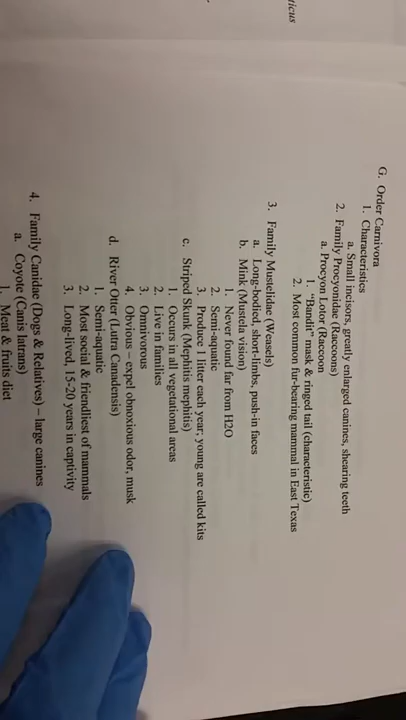 ticus
G. Order Carnivora
1. Characteristics
a. Small incisors, greatly enlarged canines, shearing teeth
2. Family Procyonidae (Raccoons)
a. Procyon Lotor (Raccoon
1. "Bandit" mask & ringed tail (characteristic)
2. Most common fur-bearing mammal in East Texas
3. Family Mustelidae (Weasels)
a. Long-bodied, short-limbs, push-in faces
b. Mink (Mustela vision)
1. Never found far from H2O
2. Semi-aquatic
3. Produce 1 litter each year; young are called kits
c. Striped Skunk (Mephitis mephitis)
1. Occurs in all vegetational areas
2. Live in families
3. Omnivorous
4. Obvious – expel obnoxious odor, musk
d. River Otter (Lutra Canadensis)
1. Semi-aquatic
2. Most social & friendliest of mammals
3. Long-lived, 15-20 years in captivity
4. Family Canidae (Dogs & Relatives) – large canines
a. Coyote (Canis latrans)
1. Meat & fruits diet